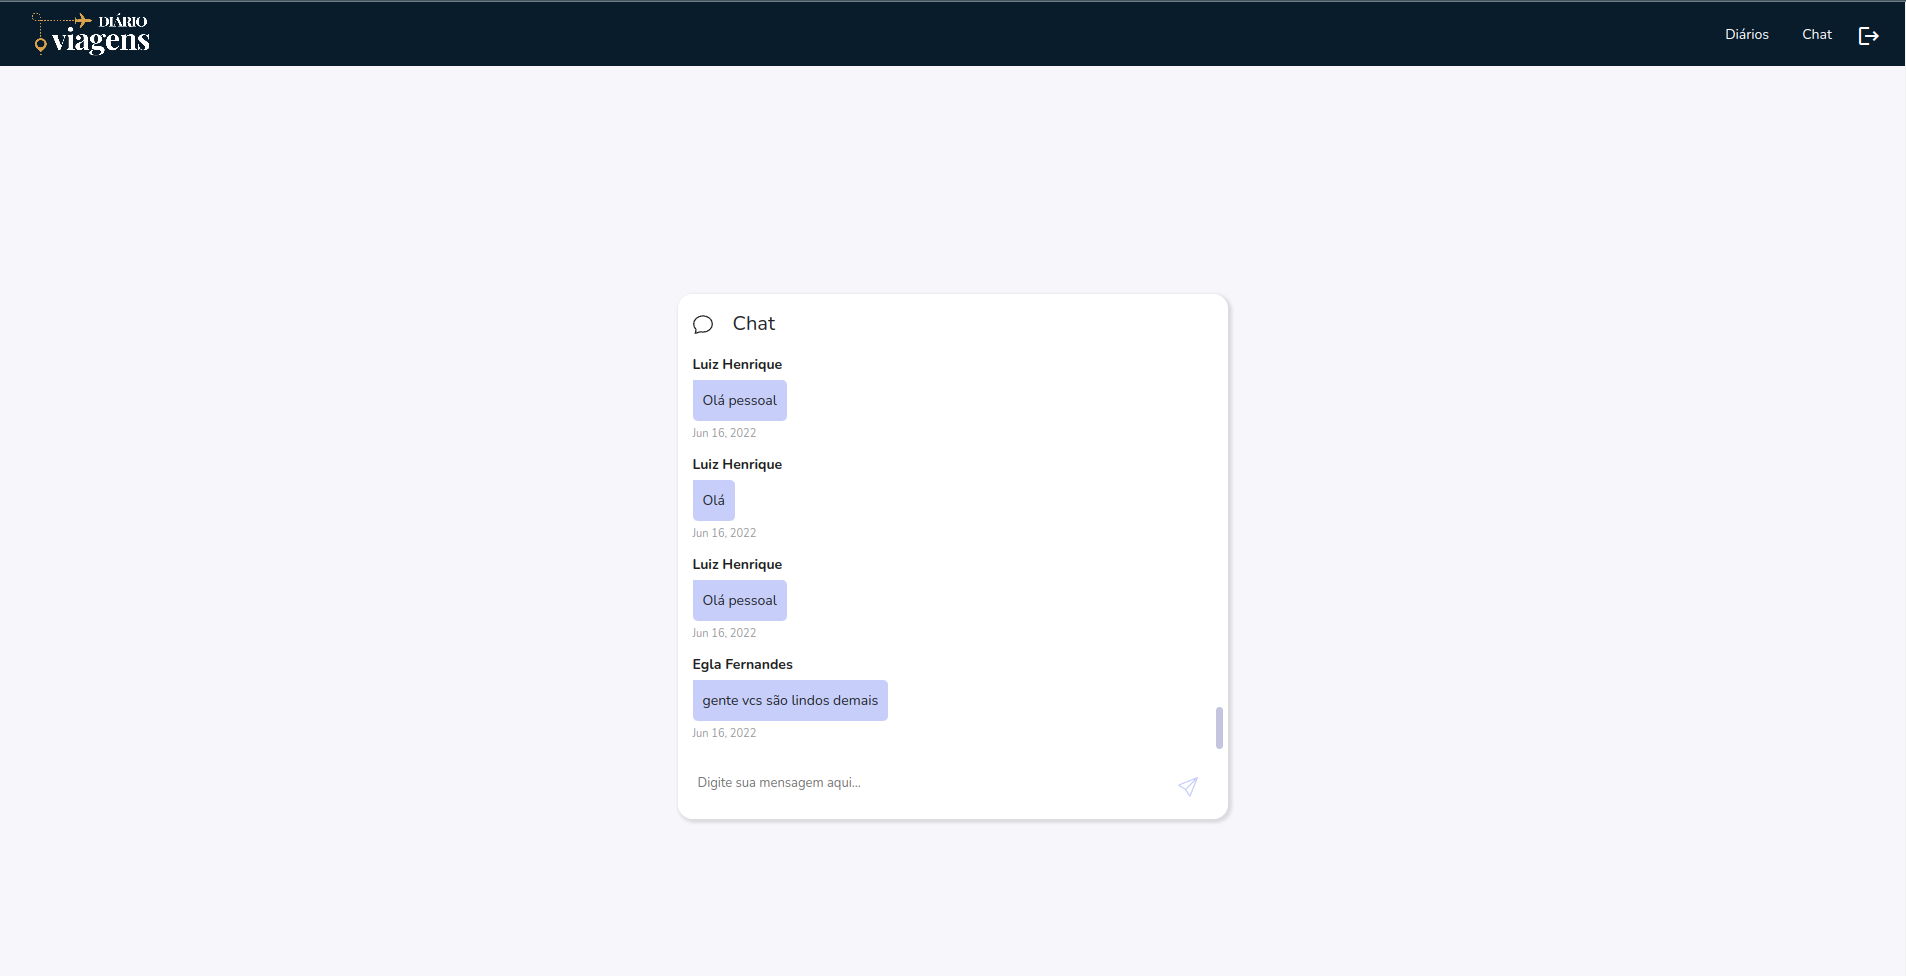 DIÁRIO
viagens
Diários
Chat
Chat
Luiz Henrique
Olá pessoal
Jun 16, 2022
Luiz Henrique
Olá
Jun 16, 2022
Luiz Henrique
Olá pessoal
Jun 16, 2022
Egla Fernandes
gente vcs são lindos demais
Jun 16, 2022
Digite sua mensagem aqui...